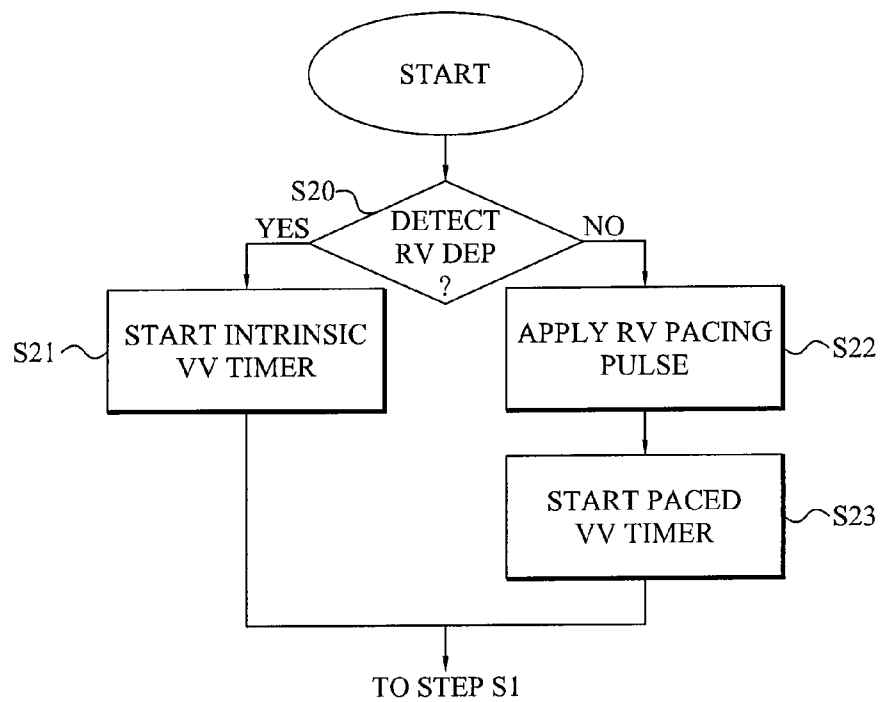 START
S20
DETECT
RV DEP
?
YES
NO
S21
START INTRINSIC
VV TIMER
APPLY RV PACING
PULSE
S22
START PACED
VV TIMER
S23
TO STEP S1